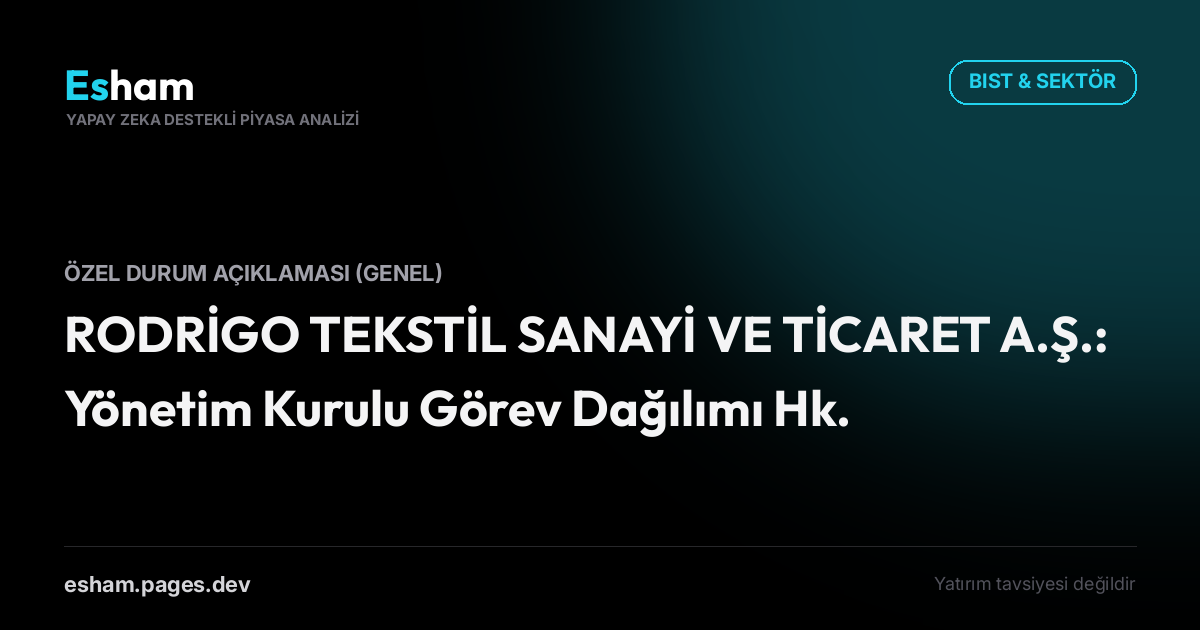 Esham
BIST & SEKTÖR
YAPAY ZEKA DESTEKLİ PİYASA ANALİZİ
ÖZEL DURUM AÇIKLAMASI (GENEL)
RODRİGO TEKSTİL SANAYİ VE TİCARET A.Ş.:
Yönetim Kurulu Görev Dağılımı Hk.
esham.pages.dev
Yatırım tavsiyesi değildir